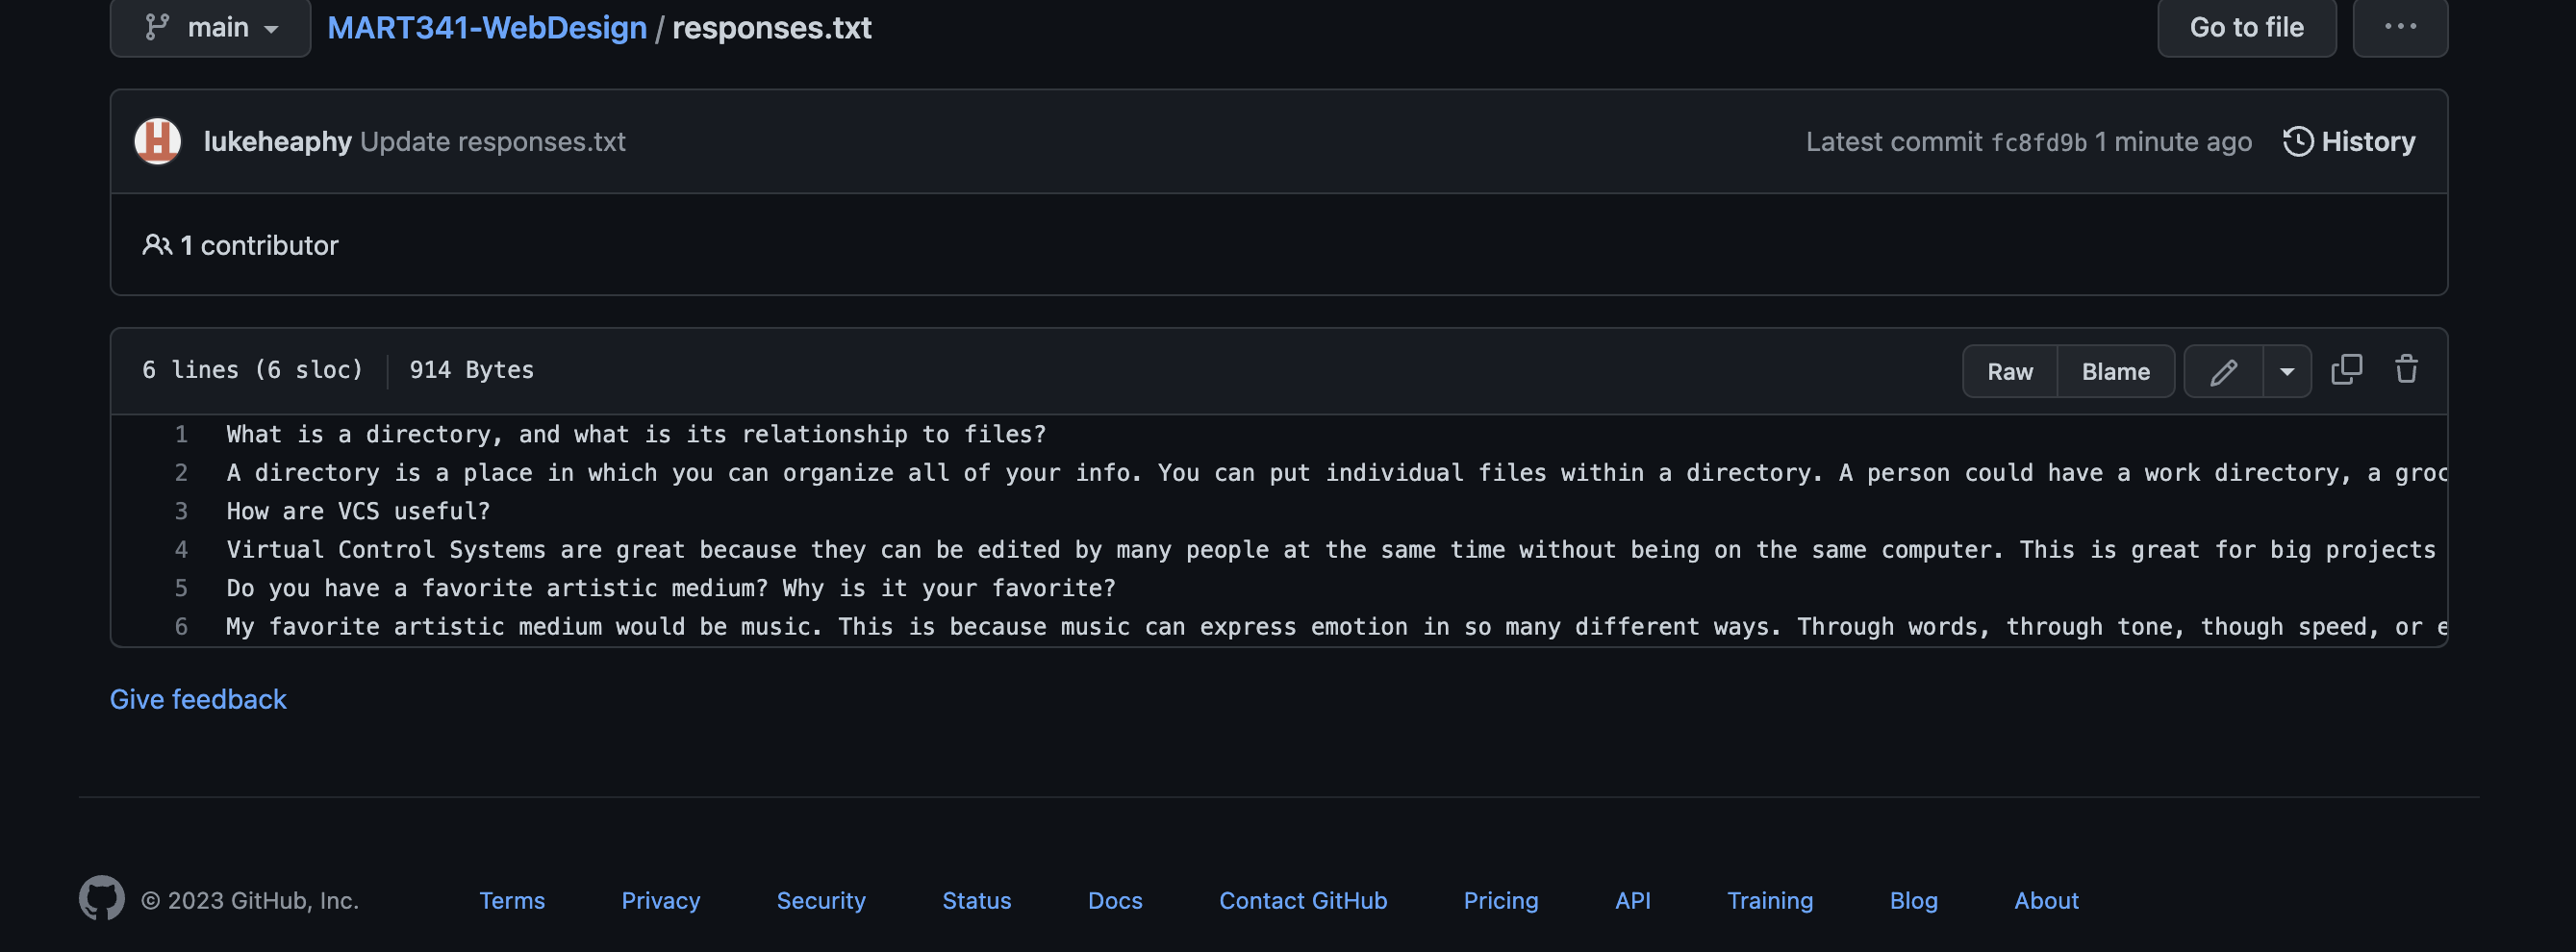 main MART341-WebDesign / responses.txt Go to file ...
lukeheaphy Update responses.txt Latest commit fc8fd9b 1 minute ago History
1 contributor
6 lines (6 sloc) 914 Bytes Raw Blame
1 What is a directory, and what is its relationship to files?
2 A directory is a place in which you can organize all of your info. You can put individual files within a directory. A person could have a work directory, a groc
3 How are VCS useful?
4 Virtual Control Systems are great because they can be edited by many people at the same time without being on the same computer. This is great for big projects
5 Do you have a favorite artistic medium? Why is it your favorite?
6 My favorite artistic medium would be music. This is because music can express emotion in so many different ways. Through words, through tone, though speed, or e
Give feedback
© 2023 GitHub, Inc. Terms Privacy Security Status Docs Contact GitHub Pricing API Training Blog About